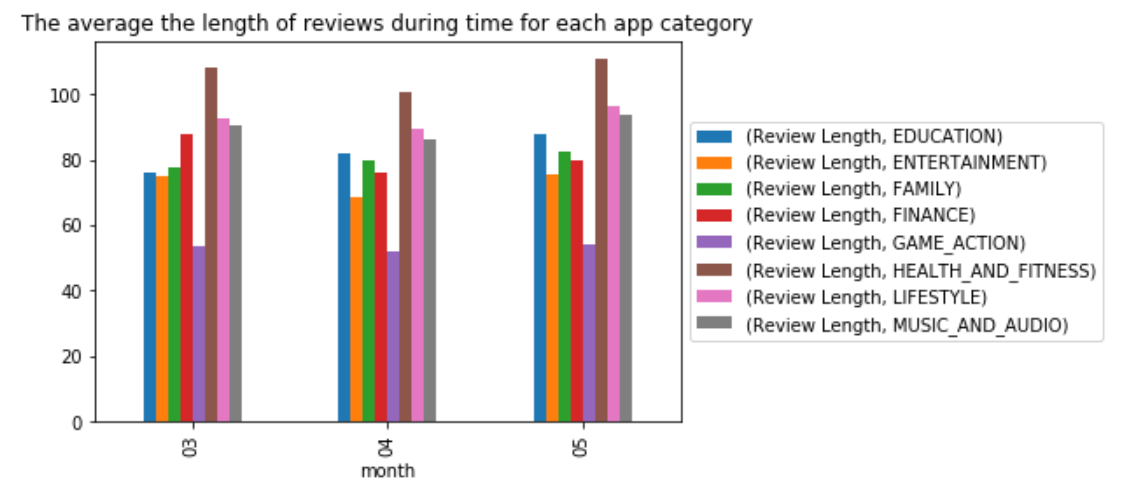 The average the length of reviews during time for each app category
100
80
60
40
20
0
03
04
05
month
(Review Length, EDUCATION)
(Review Length, ENTERTAINMENT)
(Review Length, FAMILY)
(Review Length, FINANCE)
(Review Length, GAME_ACTION)
(Review Length, HEALTH_AND_FITNESS)
(Review Length, LIFESTYLE)
(Review Length, MUSIC_AND_AUDIO)